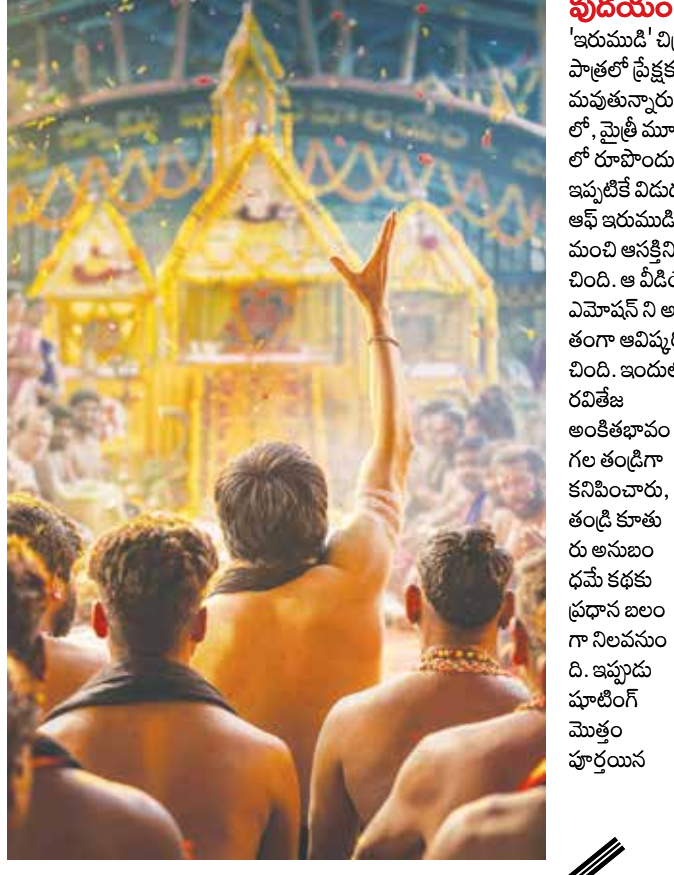 హృదయం
'ఇరుముడి' చి
పాత్రలో ప్రేక్షక
మవుతున్నారు
లో, మైత్రీ మూ
లో రూపొందు
ఇప్పటికే విడుద
ఆఫ్ ఇరుముడి
మంచి ఆసక్తిని
చింది. ఆ వీడి
ఎమోషన్ ని అ
తంగా ఆవిష్క
చింది. ఇందుల
రవితేజ
అంకితభావం
గల తండ్రిగా
కనిపించారు,
తండ్రి కూతు
రు అనుబం
ధమే కథకు
ప్రధాన బలం
గా నిలవనుం
ది. ఇప్పుడు
షూటింగ్
మొత్తం
పూర్తయిన